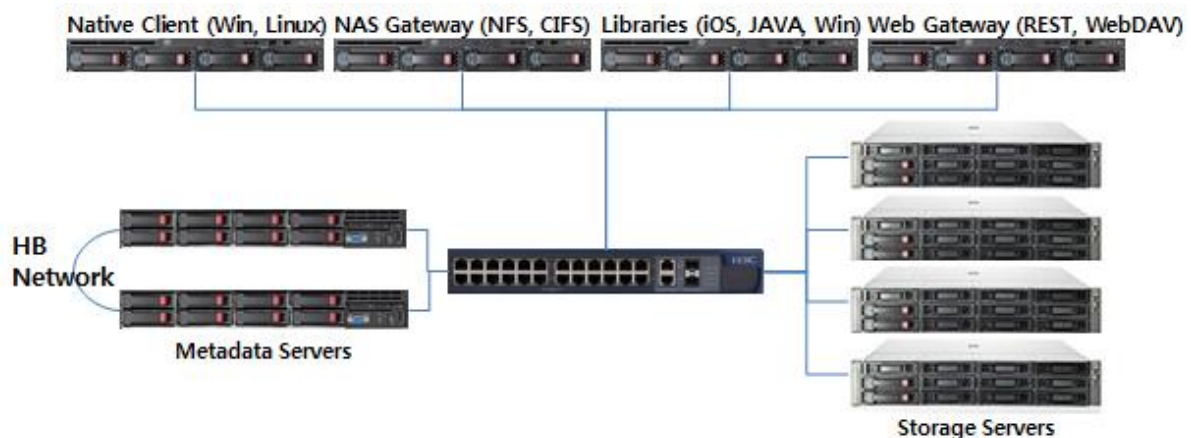 Native Client (Win, Linux) NAS Gateway (NFS, CIFS) Libraries (iOS, JAVA, Win) Web Gateway (REST, WebDAV)
HB
Network
H3C
Metadata Servers
Storage Servers